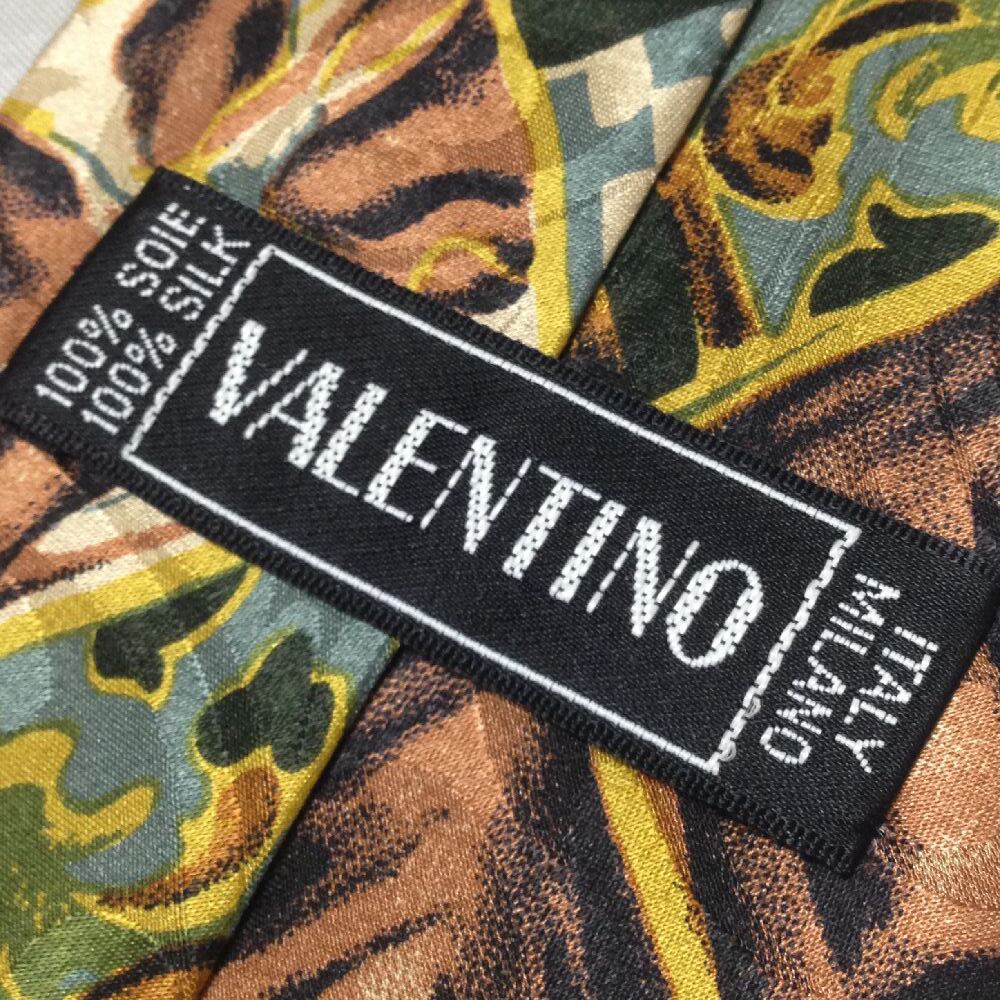 100% SOIE
100% SILK
VALENTINO
ITALY
MILANO